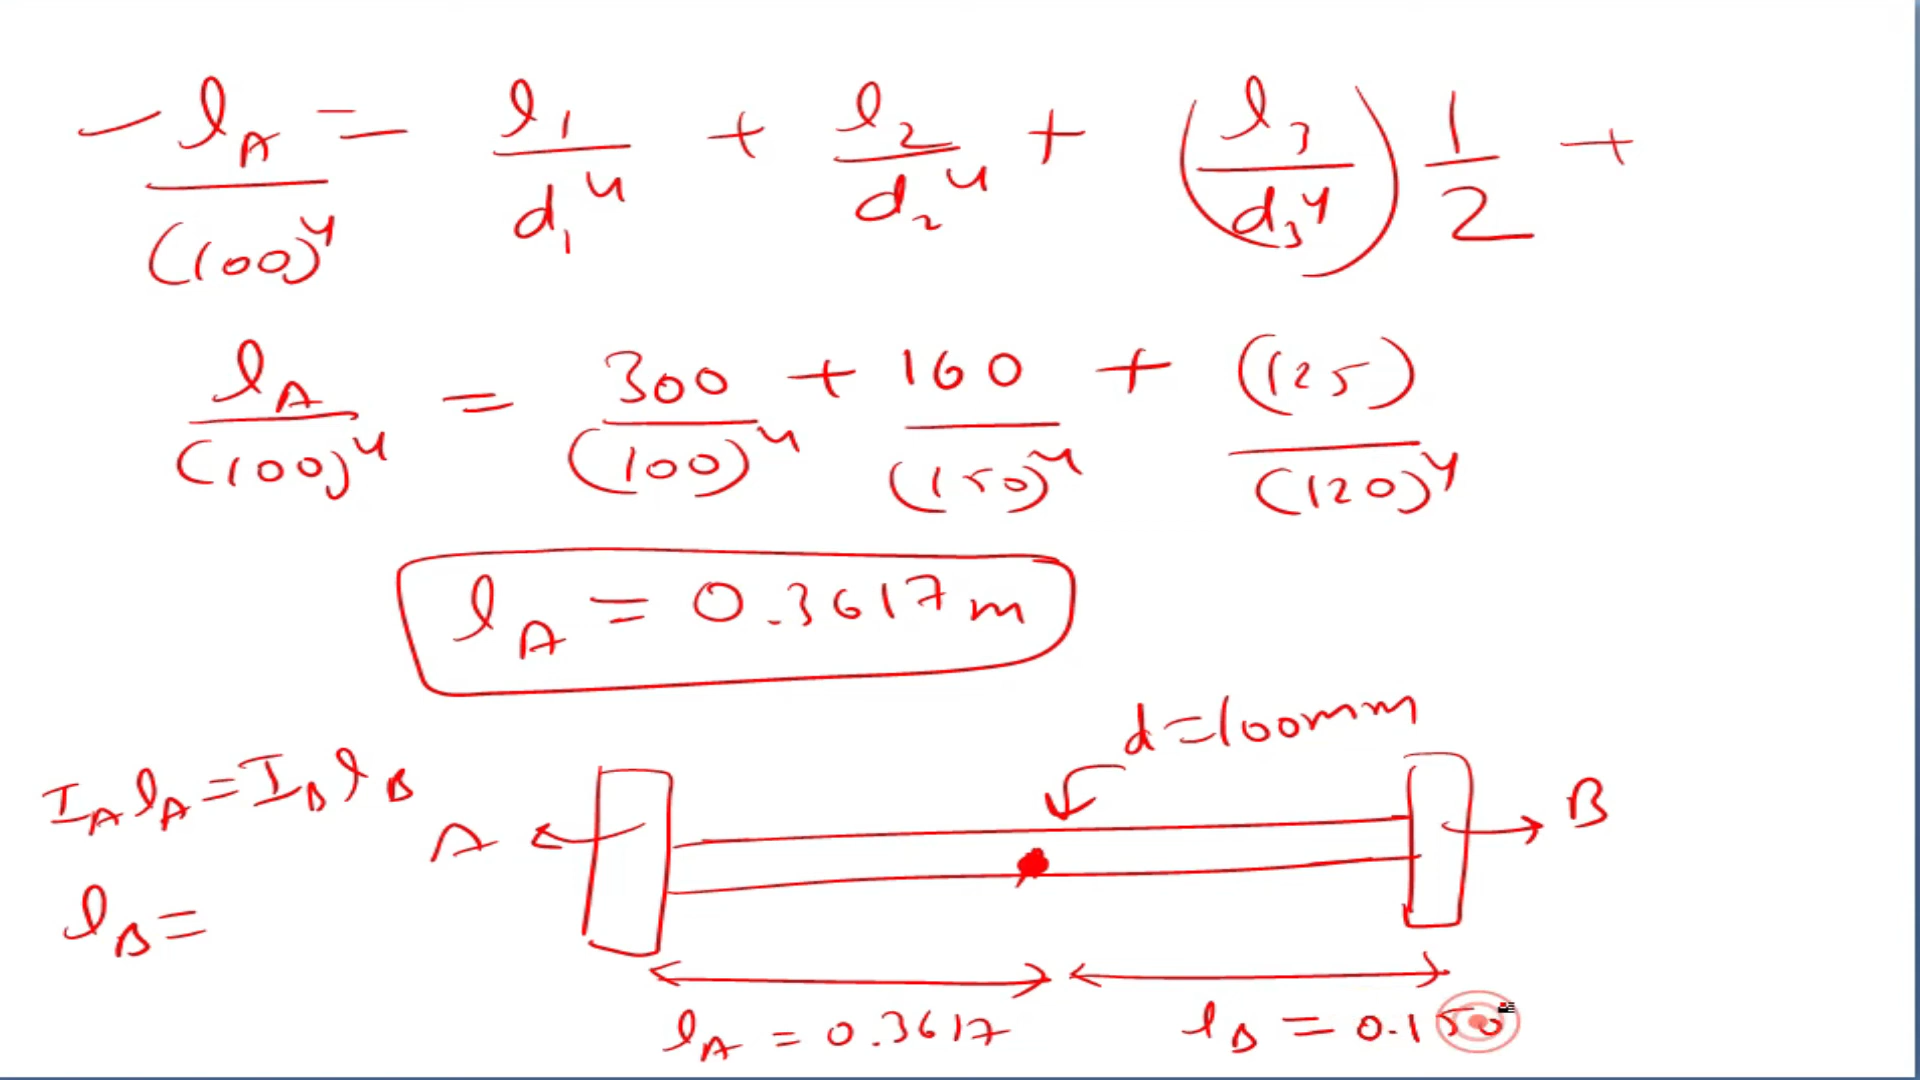 - l_A/(100)^4 = l_1/d_1^4 + l_2/d_2^4 + (l_3/d_3^4) 1/2 +
l_A/(100)^4 = 300/(100)^4 + 160/(150)^4 + (125)/(120)^4
l_A = 0.3617 m
d=100mm
I_A l_A = I_B l_B
A
B
l_B =
l_A = 0.3617
l_B = 0.150